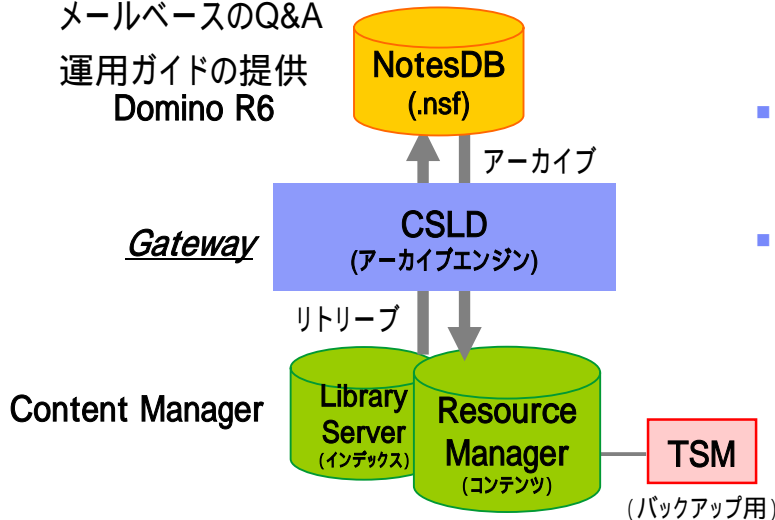 メールベースのQ&A
運用ガイドの提供
Domino R6
NotesDB
(.nsf)
アーカイブ
Gateway
CSLD
(アーカイブエンジン)
リトリーブ
Content Manager
Library
Server
(インデックス)
Resource
Manager
(コンテンツ)
TSM
(バックアップ用)